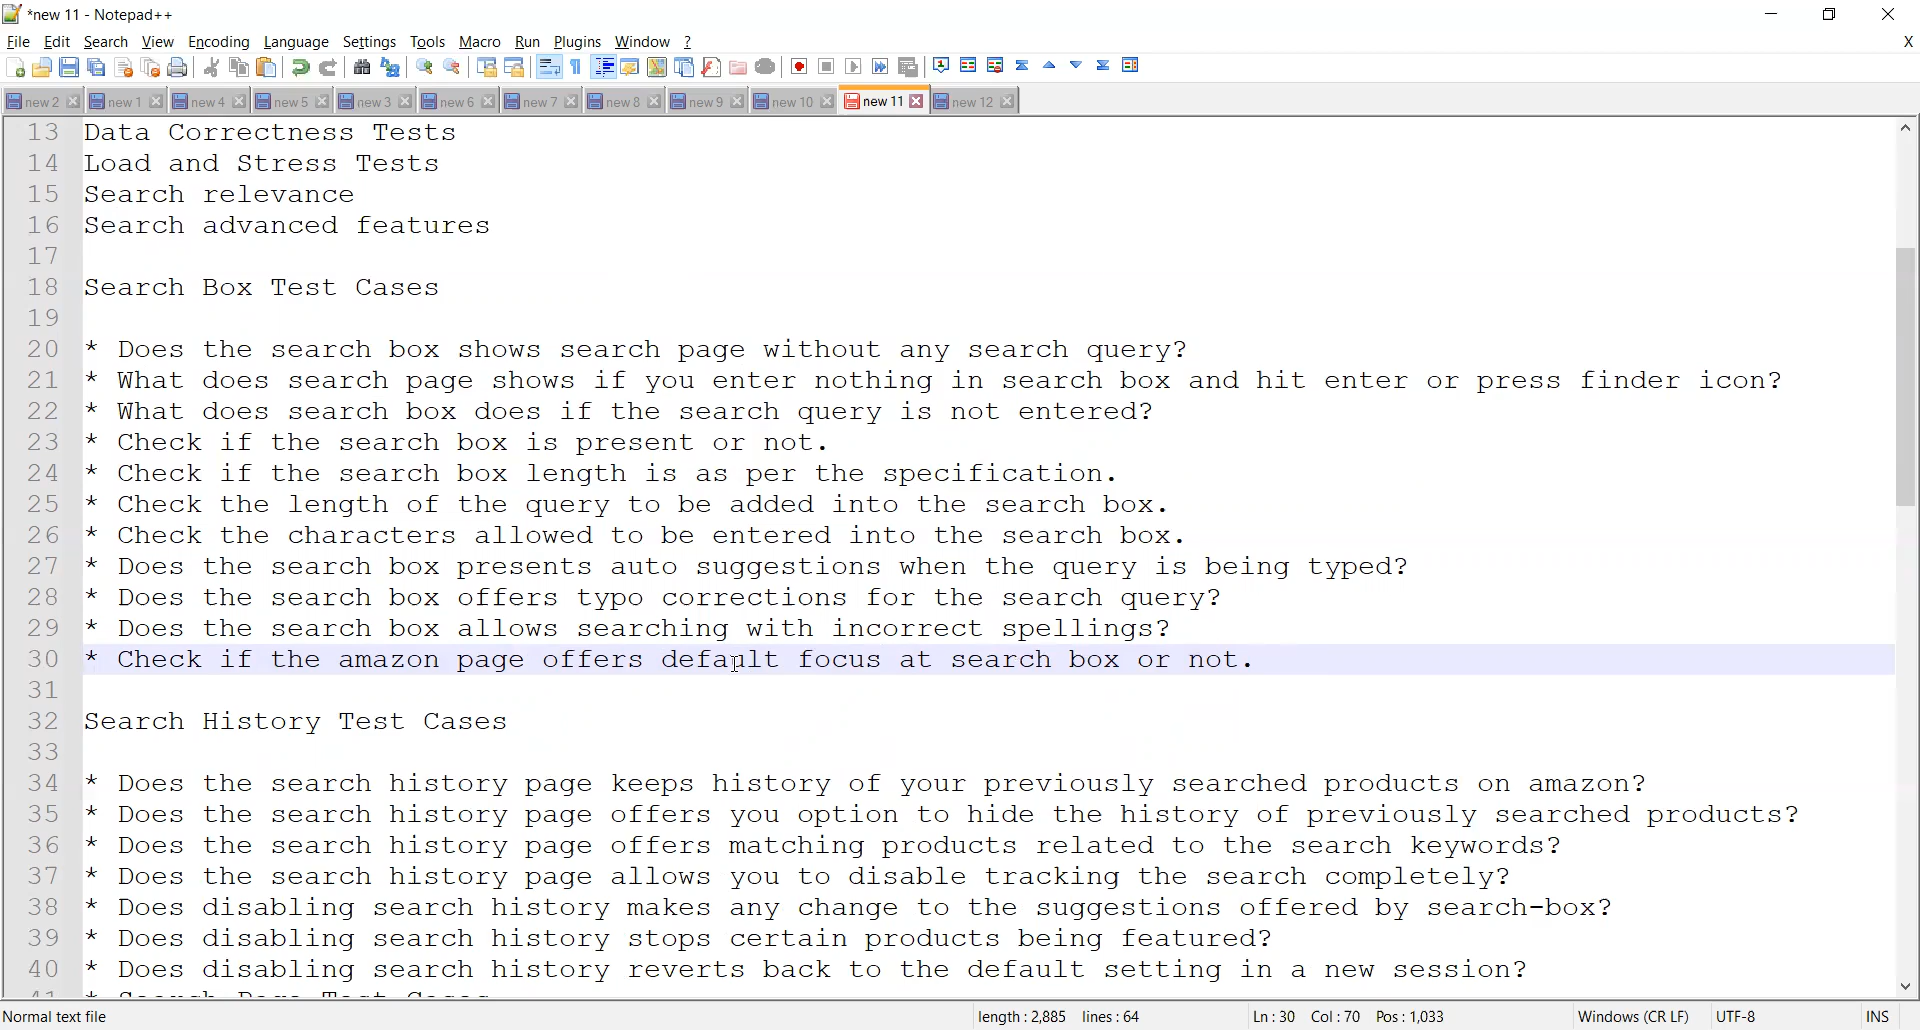 *new 11 - Notepad++
File Edit Search View Encoding Language Settings Tools Macro Run Plugins Window ?
X
new 2 new 1 new 4 new 5 new 3 new 6 new 7 new 8 new 9 new 10 new 11 new 12
13 Data Correctness Tests
14 Load and Stress Tests
15 Search relevance
16 Search advanced features
17
18 Search Box Test Cases
19
20 * Does the search box shows search page without any search query?
21 * What does search page shows if you enter nothing in search box and hit enter or press finder icon?
22 * What does search box does if the search query is not entered?
23 * Check if the search box is present or not.
24 * Check if the search box length is as per the specification.
25 * Check the length of the query to be added into the search box.
26 * Check the characters allowed to be entered into the search box.
27 * Does the search box presents auto suggestions when the query is being typed?
28 * Does the search box offers typo corrections for the search query?
29 * Does the search box allows searching with incorrect spellings?
30 * Check if the amazon page offers default focus at search box or not.
31
32 Search History Test Cases
33
34 * Does the search history page keeps history of your previously searched products on amazon?
35 * Does the search history page offers you option to hide the history of previously searched products?
36 * Does the search history page offers matching products related to the search keywords?
37 * Does the search history page allows you to disable tracking the search completely?
38 * Does disabling search history makes any change to the suggestions offered by search-box?
39 * Does disabling search history stops certain products being featured?
40 * Does disabling search history reverts back to the default setting in a new session?
41 * Search Page Test Cases
Normal text file length : 2,885 lines : 64 Ln : 30 Col : 70 Pos : 1,033 Windows (CR LF) UTF-8 INS